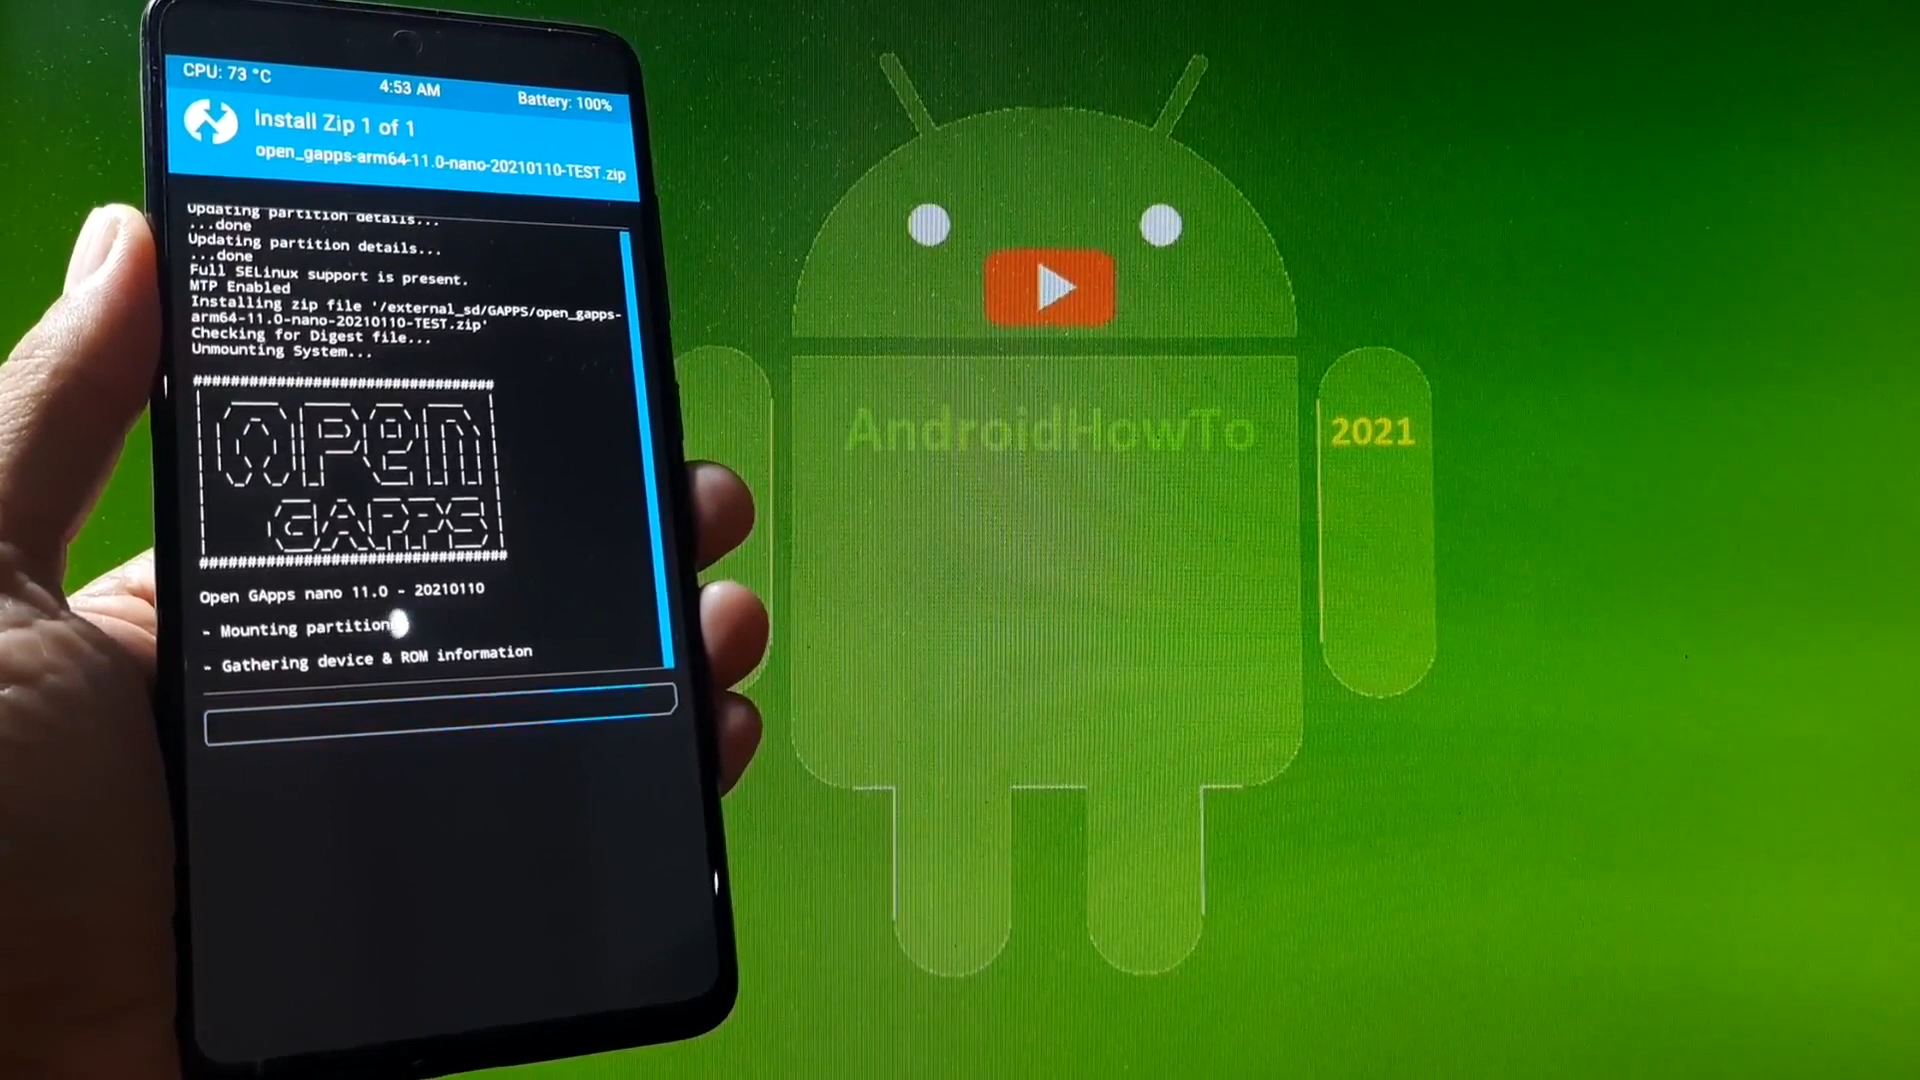 CPU: 73 °C
4:53 AM
Battery: 100%
Install Zip 1 of 1
open_gapps-arm64-11.0-nano-20210110-TEST.zip
Updating partition details...
...done
Updating partition details...
...done
Full SELinux support is present.
MTP Enabled
Installing zip file '/external_sd/GAPPS/open_gapps-
arm64-11.0-nano-20210110-TEST.zip'
Checking for Digest file...
Unmounting System...
OPEN
GAPPS
Open GApps nano 11.0 - 20210110
- Mounting partition
- Gathering device & ROM information
AndroidHowTo
2021